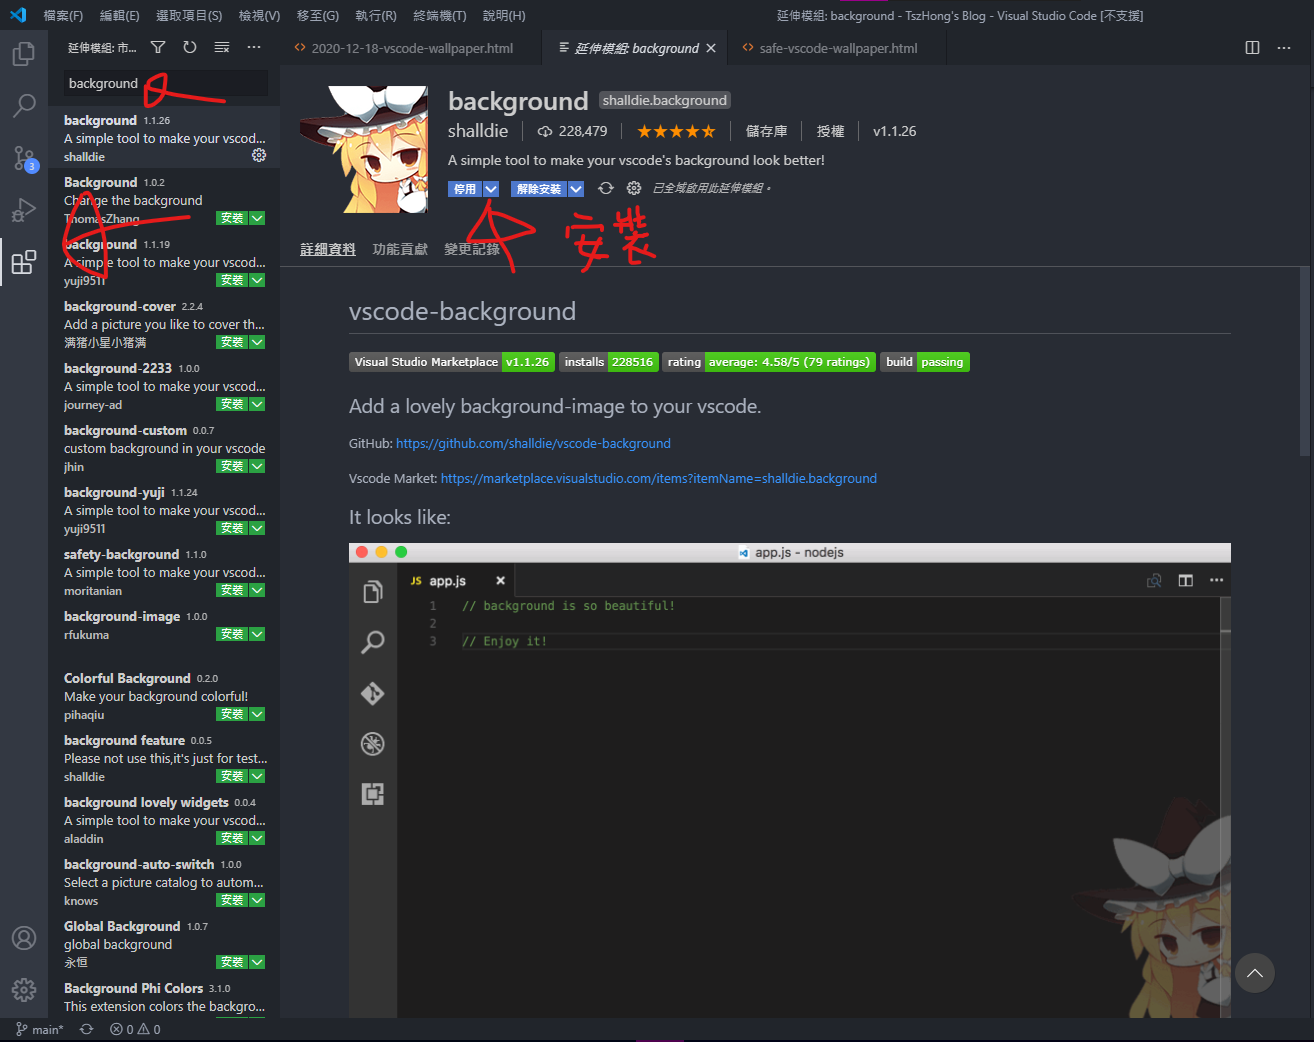 檔案(F) 編輯(E) 選取項目(S) 檢視(V) 移至(G) 執行(R) 終端機(T) 說明(H) 延伸模組: background - TszHong's Blog - Visual Studio Code [不支援]
延伸模組: 市...
2020-12-18-vscode-wallpaper.html
延伸模組: background
safe-vscode-wallpaper.html
background
background 1.1.26
A simple tool to make your vscod...
shalldie
Background 1.0.2
Change the background
ThomasZhang 安裝
background 1.1.19
A simple tool to make your vscod...
yuji9511 安裝
background-cover 2.2.4
Add a picture you like to cover th...
满猪小星小猪满 安裝
background-2233 1.0.0
A simple tool to make your vscod...
journey-ad 安裝
background-custom 0.0.7
custom background in your vscode
jhin 安裝
background-yuji 1.1.24
A simple tool to make your vscod...
yuji9511 安裝
safety-background 1.1.0
A simple tool to make your vscod...
moritanian 安裝
background-image 1.0.0
rfukuma 安裝
Colorful Background 0.2.0
Make your background colorful!
pihaqiu 安裝
background feature 0.0.5
Please not use this,it's just for test...
shalldie 安裝
background lovely widgets 0.0.4
A simple tool to make your vscod...
aladdin 安裝
background-auto-switch 1.0.0
Select a picture catalog to autom...
knows 安裝
Global Background 1.0.7
global background
永恒 安裝
Background Phi Colors 3.1.0
This extension colors the backgro...
3
background shalldie.background
shalldie 228,479 儲存庫 授權 v1.1.26
A simple tool to make your vscode's background look better!
停用 解除安裝 已全域啟用此延伸模組。
安裝
詳細資料 功能貢獻 變更記錄
vscode-background
Visual Studio Marketplace v1.1.26 installs 228516 rating average: 4.58/5 (79 ratings) build passing
Add a lovely background-image to your vscode.
GitHub: https://github.com/shalldie/vscode-background
Vscode Market: https://marketplace.visualstudio.com/items?itemName=shalldie.background
It looks like:
app.js - nodejs
JS app.js
1 // background is so beautiful!
2
3 // Enjoy it!
main* 0 0